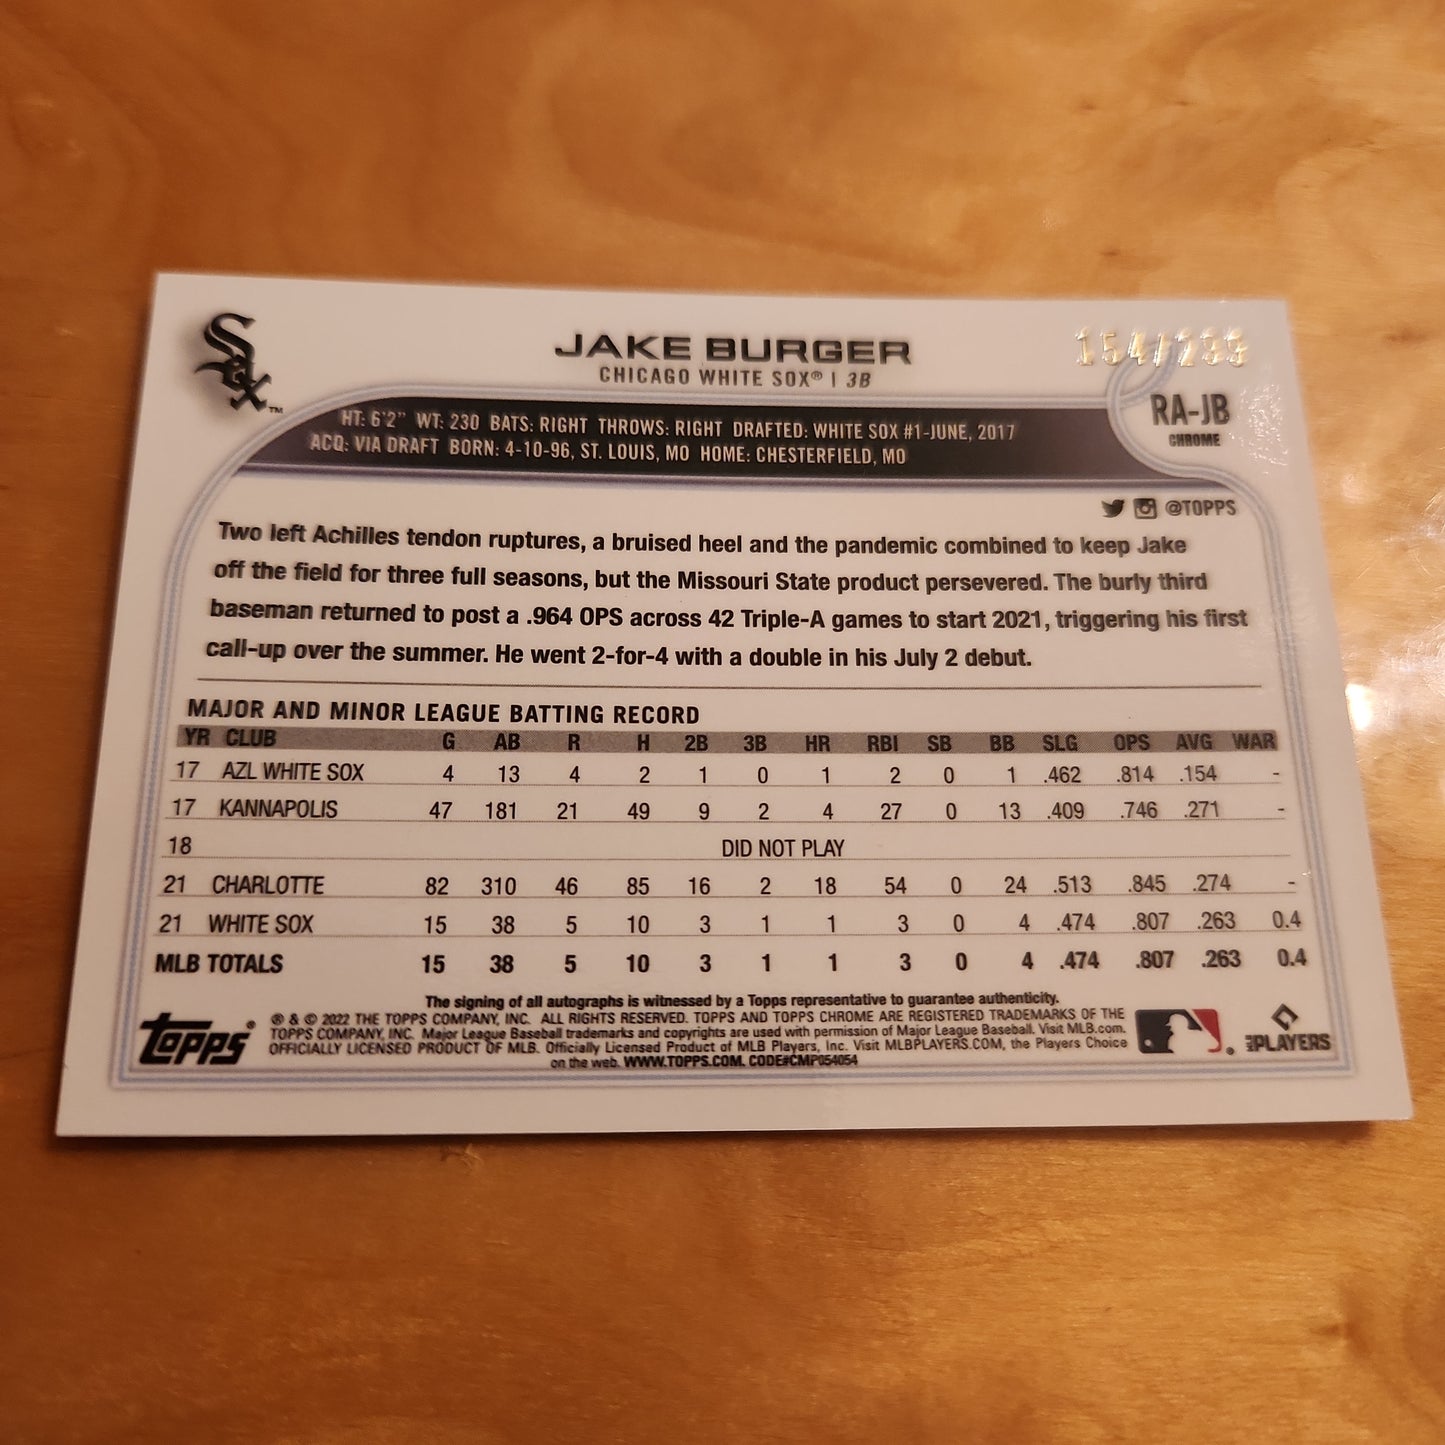 Sox™
JAKE BURGER
CHICAGO WHITE SOX® | 3B
154/299
RA-JB
CHROME
HT: 6'2" WT: 230 BATS: RIGHT THROWS: RIGHT DRAFTED: WHITE SOX #1-JUNE, 2017
ACQ: VIA DRAFT BORN: 4-10-96, ST. LOUIS, MO HOME: CHESTERFIELD, MO
@TOPPS
Two left Achilles tendon ruptures, a bruised heel and the pandemic combined to keep Jake
off the field for three full seasons, but the Missouri State product persevered. The burly third
baseman returned to post a .964 OPS across 42 Triple-A games to start 2021, triggering his first
call-up over the summer. He went 2-for-4 with a double in his July 2 debut.
MAJOR AND MINOR LEAGUE BATTING RECORD
YR CLUB G AB R H 2B 3B HR RBI SB BB SLG OPS AVG WAR
17 AZL WHITE SOX 4 13 4 2 1 0 1 2 0 1 .462 .814 .154 -
17 KANNAPOLIS 47 181 21 49 9 2 4 27 0 13 .409 .746 .271 -
18 DID NOT PLAY
21 CHARLOTTE 82 310 46 85 16 2 18 54 0 24 .513 .845 .274 -
21 WHITE SOX 15 38 5 10 3 1 1 3 0 4 .474 .807 .263 0.4
MLB TOTALS 15 38 5 10 3 1 1 3 0 4 .474 .807 .263 0.4
The signing of all autographs is witnessed by a Topps representative to guarantee authenticity.
® & © 2022 THE TOPPS COMPANY, INC. ALL RIGHTS RESERVED. TOPPS AND TOPPS CHROME ARE REGISTERED TRADEMARKS OF THE
TOPPS COMPANY, INC. Major League Baseball trademarks and copyrights are used with permission of Major League Baseball. Visit MLB.com.
OFFICIALLY LICENSED PRODUCT OF MLB. Officially Licensed Product of MLB Players, Inc. Visit MLBPLAYERS.COM, the Players Choice
on the web. WWW.TOPPS.COM. CODE#CMP054054
topps®
MLB PLAYERS